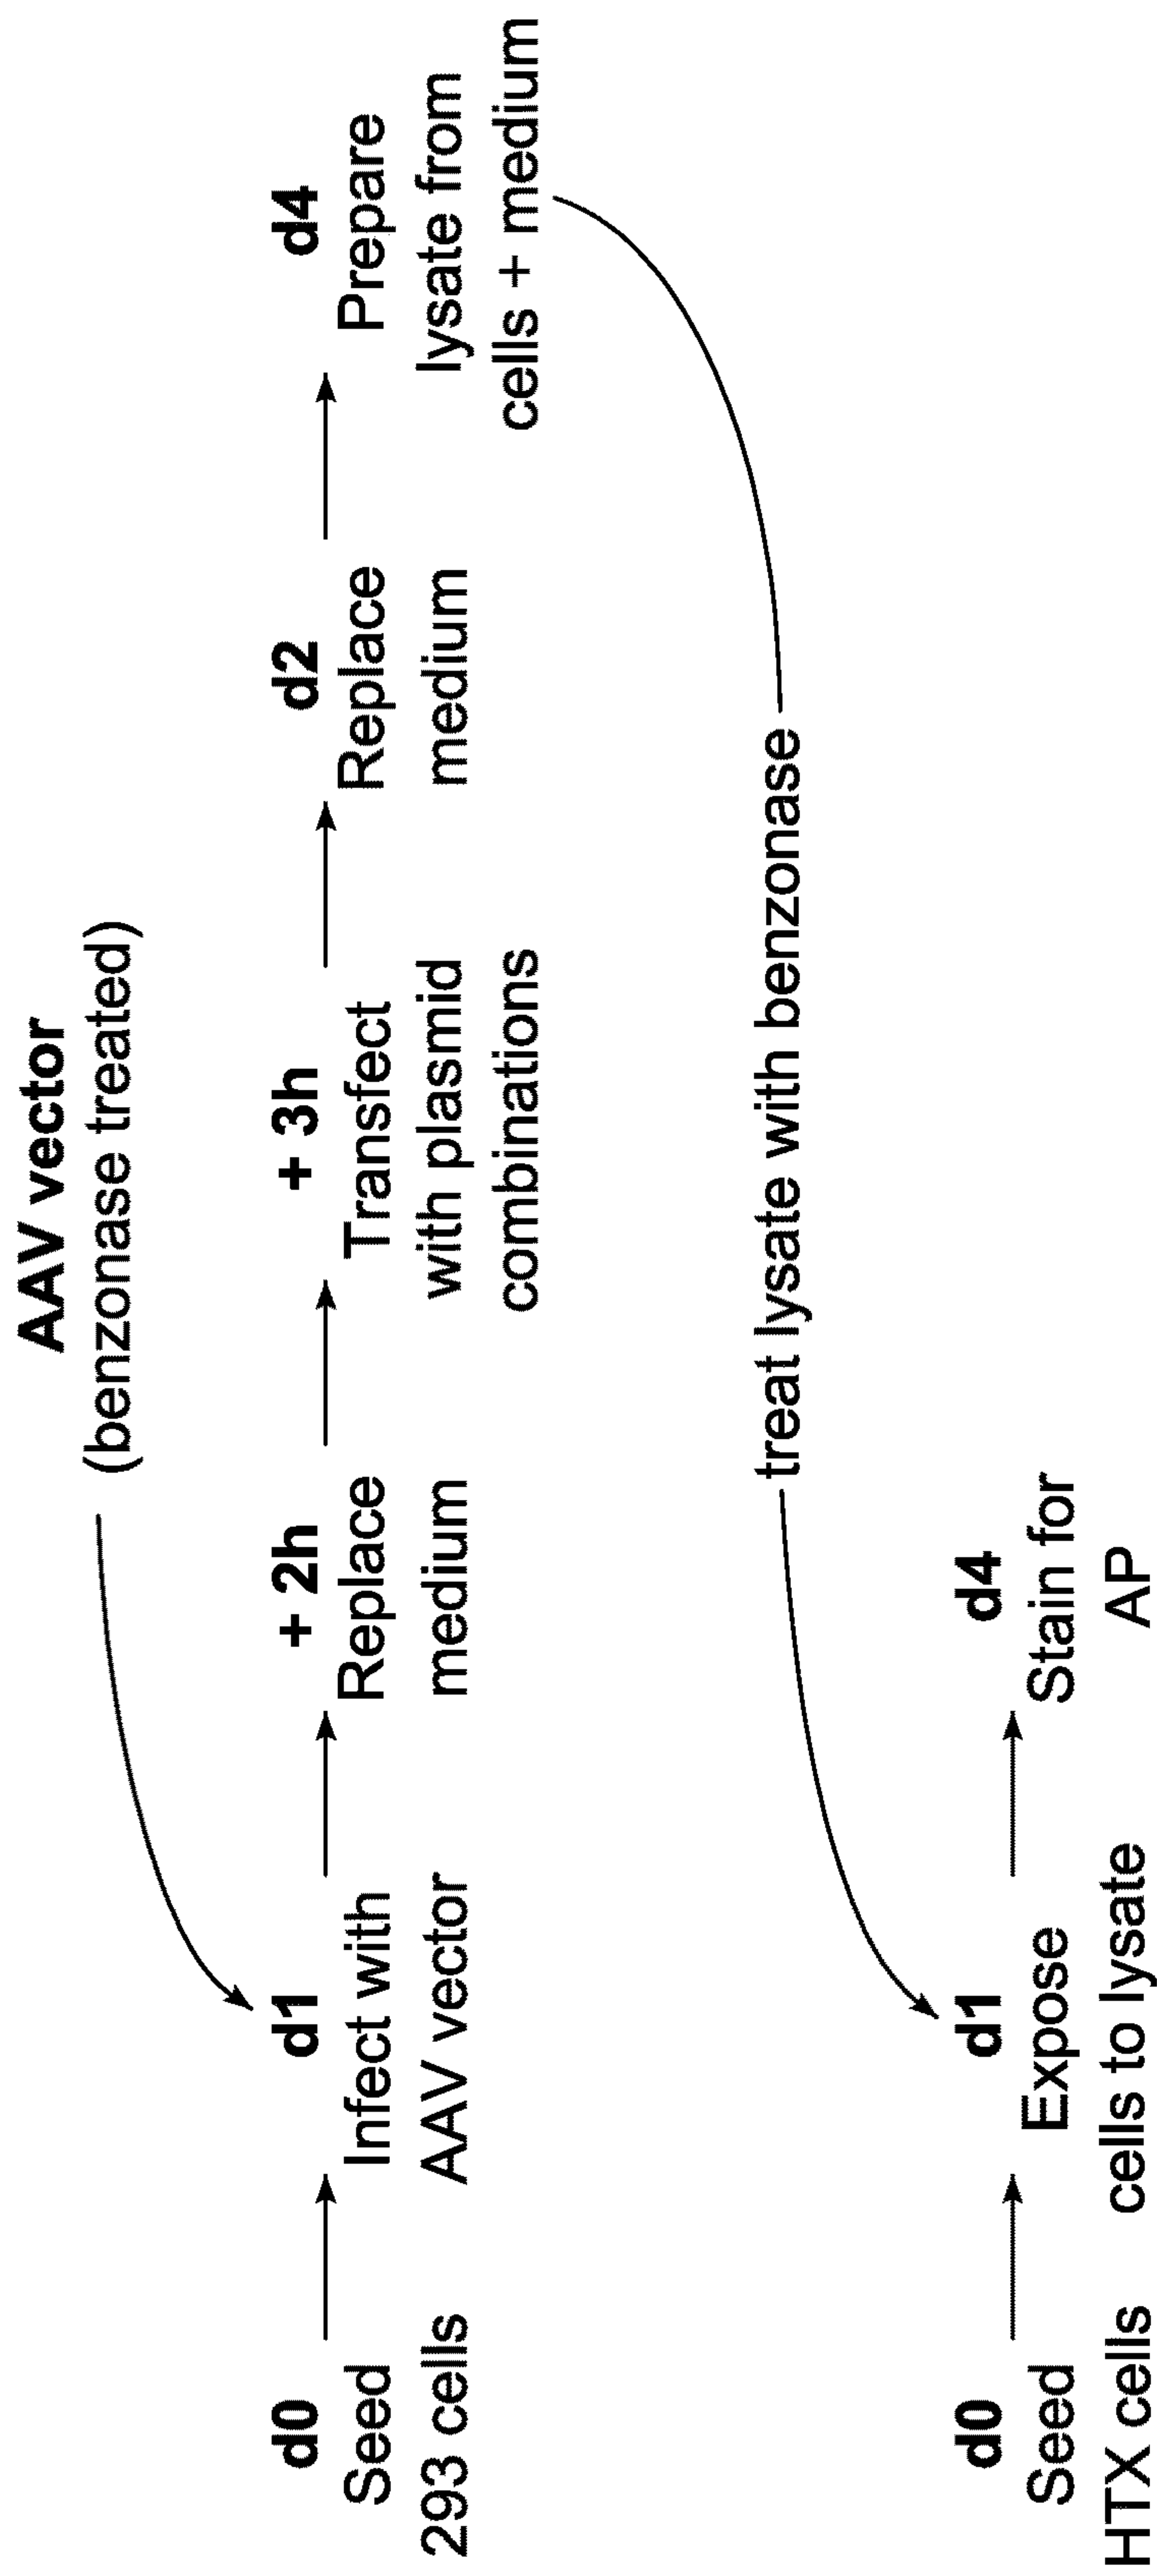 AAV vector
(benzonase treated)
d0
Seed
293 cells
d1
Infect with
AAV vector
+ 2h
Replace
medium
+ 3h
Transfect
with plasmid
combinations
d2
Replace
medium
d4
Prepare
lysate from
cells + medium
treat lysate with benzonase
d0
Seed
HTX cells
d1
Expose
cells to lysate
d4
Stain for
AP